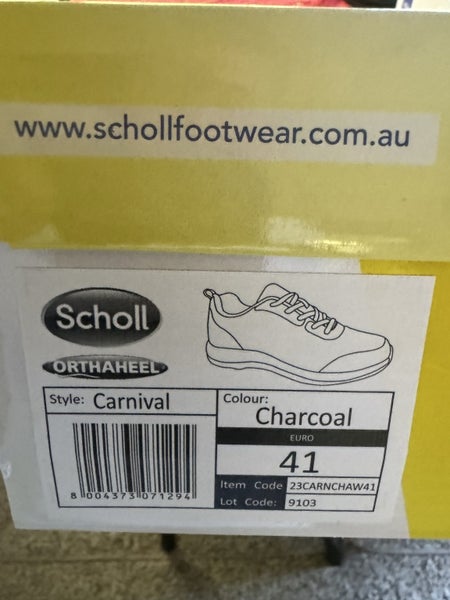 www.schollfootwear.com.au
Scholl
ORTHAHEEL
Style: Carnival
Colour:
Charcoal
EURO
41
Item Code 23CARNCHAW41
Lot Code: 9103
8 004373 071294